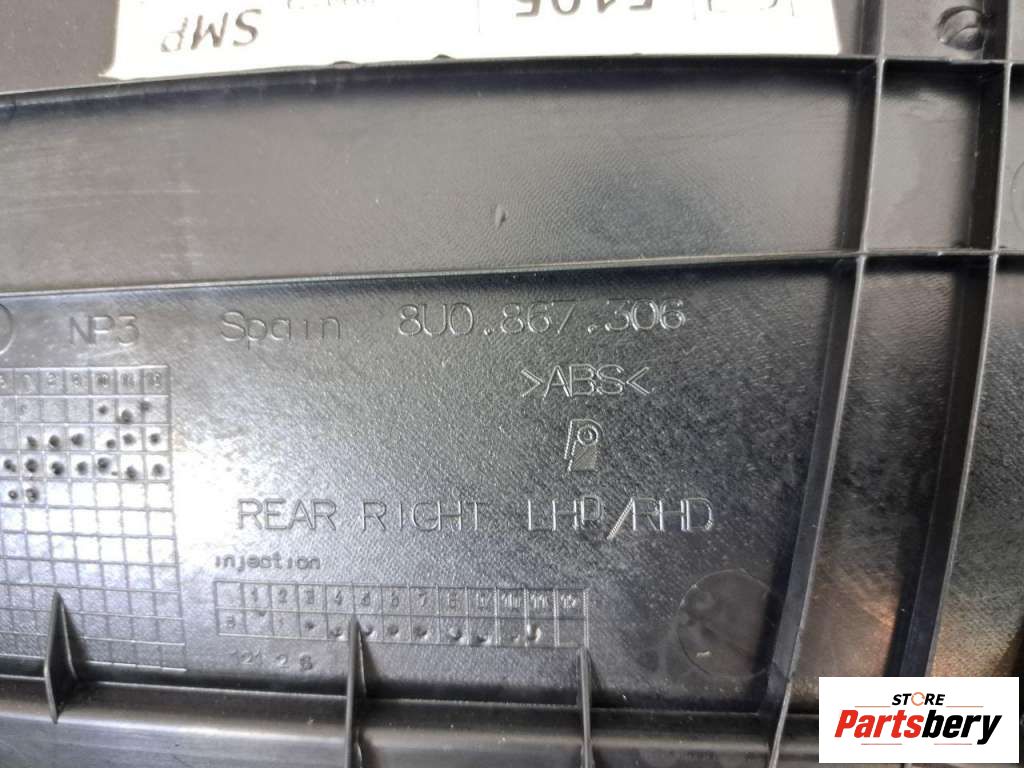 SMP
NP3 Spain 8U0.867.306
>ABS<
REAR RIGHT LHD/RHD
injection
1 2 3 4 5 6 7 8 9 10 11 12
STORE
Partsbery